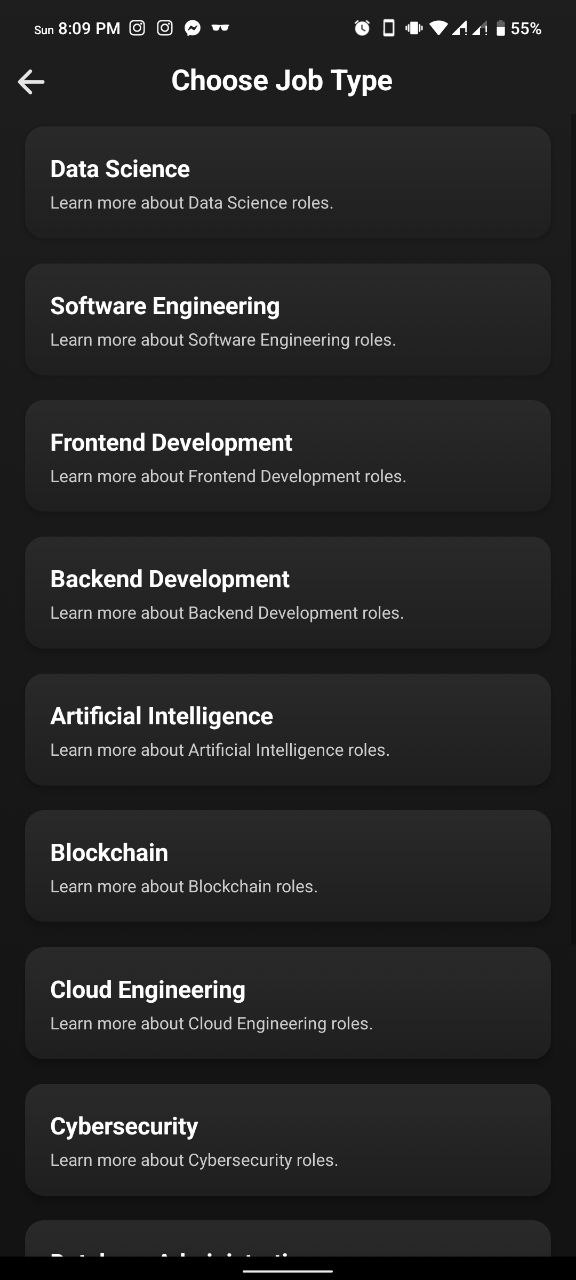 Sun 8:09 PM 55%
Choose Job Type
Data Science
Learn more about Data Science roles.
Software Engineering
Learn more about Software Engineering roles.
Frontend Development
Learn more about Frontend Development roles.
Backend Development
Learn more about Backend Development roles.
Artificial Intelligence
Learn more about Artificial Intelligence roles.
Blockchain
Learn more about Blockchain roles.
Cloud Engineering
Learn more about Cloud Engineering roles.
Cybersecurity
Learn more about Cybersecurity roles.